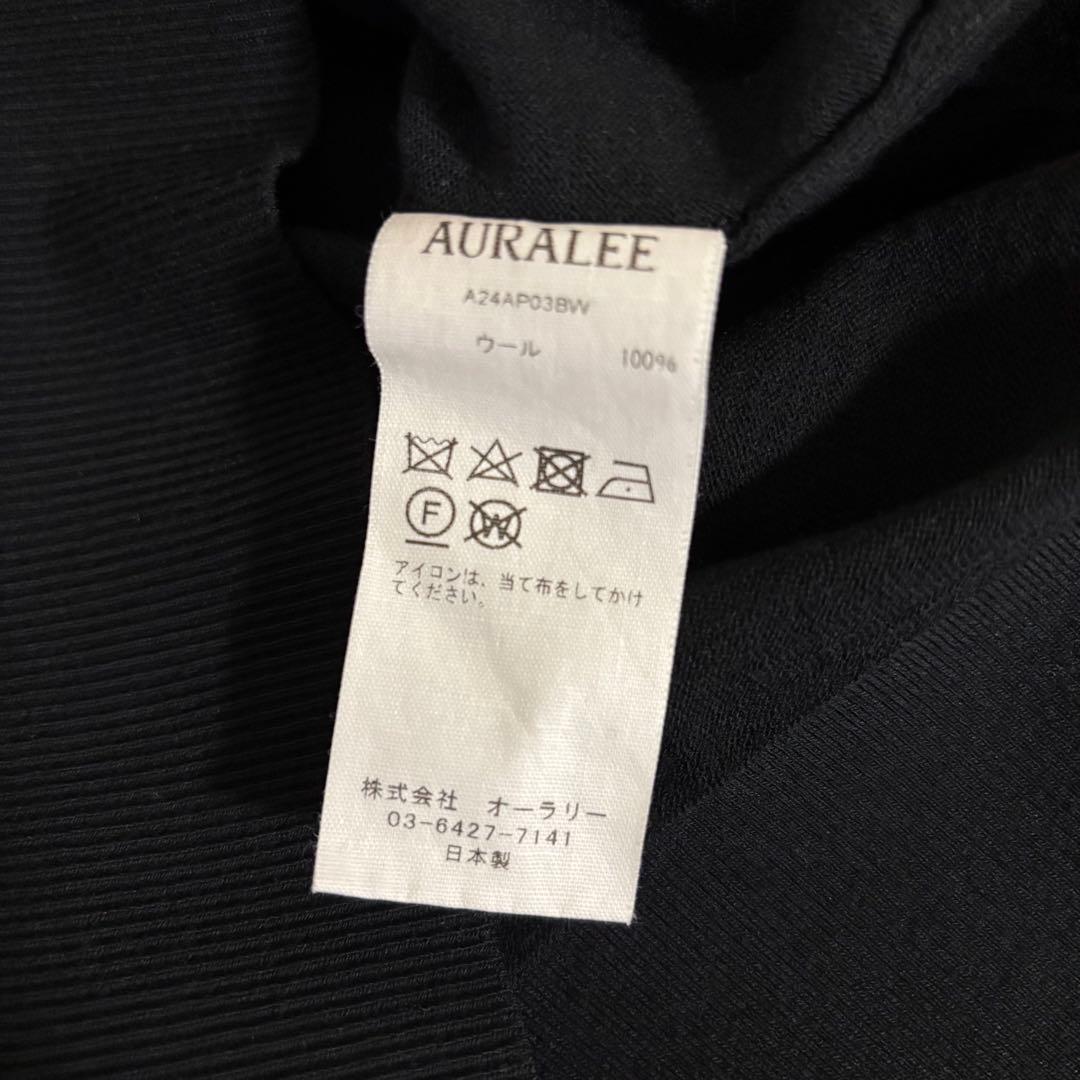 AURALEE
A24AP03BW
ウール 100%
F
W
アイロンは、当て布をしてかけ
てください。
株式会社 オーラリー
03-6427-7141
日本製